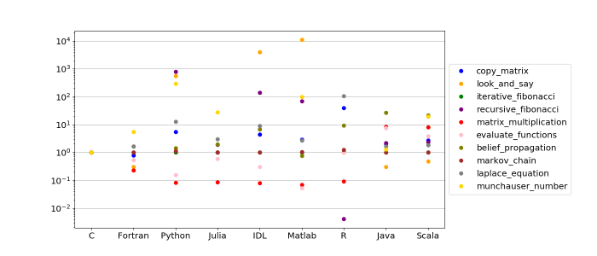 10⁴
10³
10²
10¹
10⁰
10⁻¹
10⁻²
C Fortran Python Julia IDL Matlab R Java Scala
copy_matrix
look_and_say
iterative_fibonacci
recursive_fibonacci
matrix_multiplication
evaluate_functions
belief_propagation
markov_chain
laplace_equation
munchauser_number